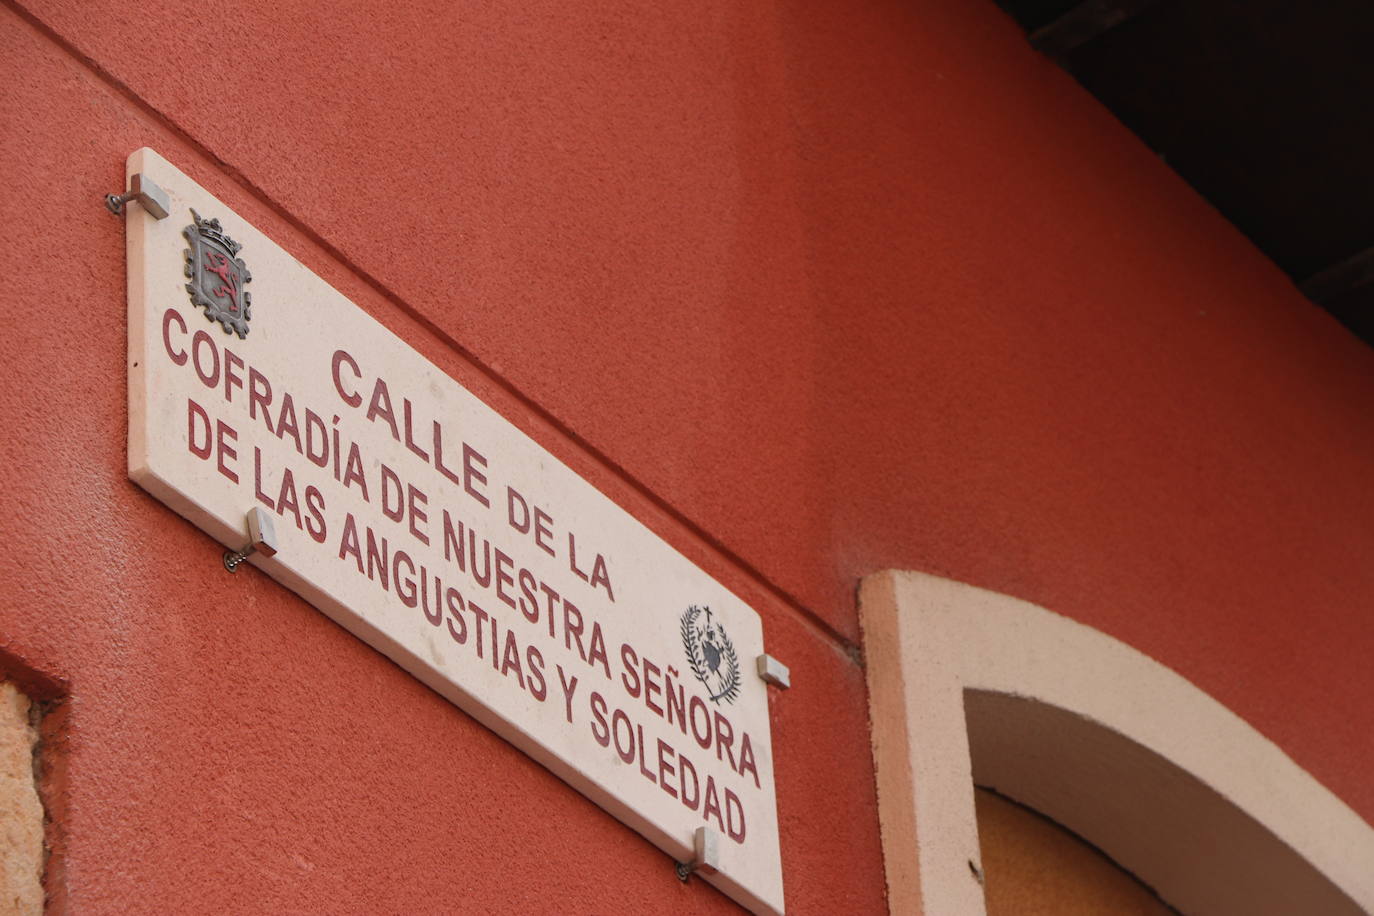 CALLE DE LA
COFRADÍA DE NUESTRA SEÑORA
DE LAS ANGUSTIAS Y SOLEDAD